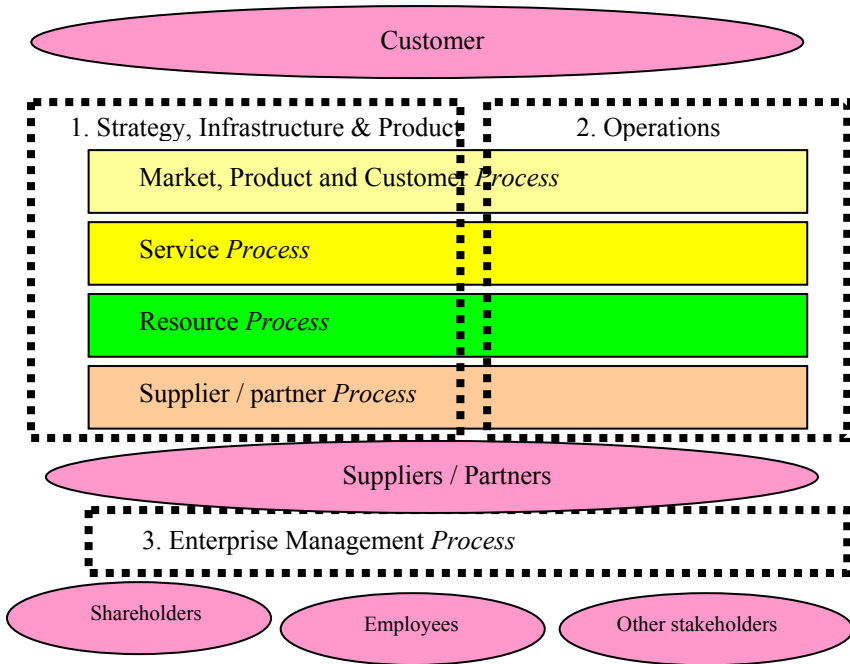 Customer
1. Strategy, Infrastructure & Product
2. Operations
Market, Product and Customer Process
Service Process
Resource Process
Supplier / partner Process
Suppliers / Partners
3. Enterprise Management Process
Shareholders
Employees
Other stakeholders